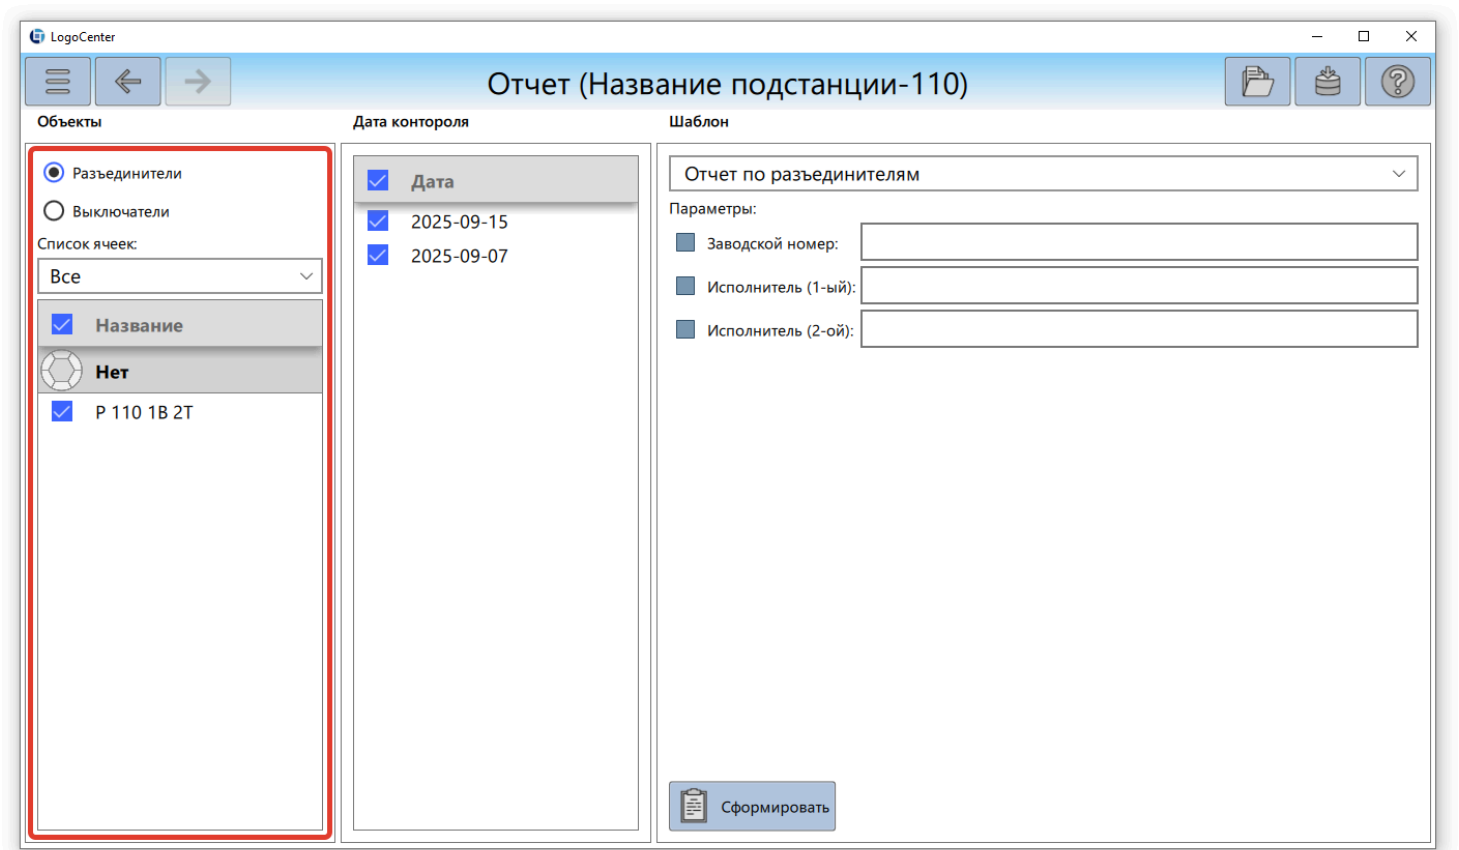 LogoCenter
Отчет (Название подстанции-110)
Объекты
Дата контороля
Шаблон
Разъединители
Выключатели
Список ячеек:
Все
Название
Нет
Р 110 1В 2Т
Дата
2025-09-15
2025-09-07
Отчет по разъединителям
Параметры:
Заводской номер:
Исполнитель (1-ый):
Исполнитель (2-ой):
Сформировать